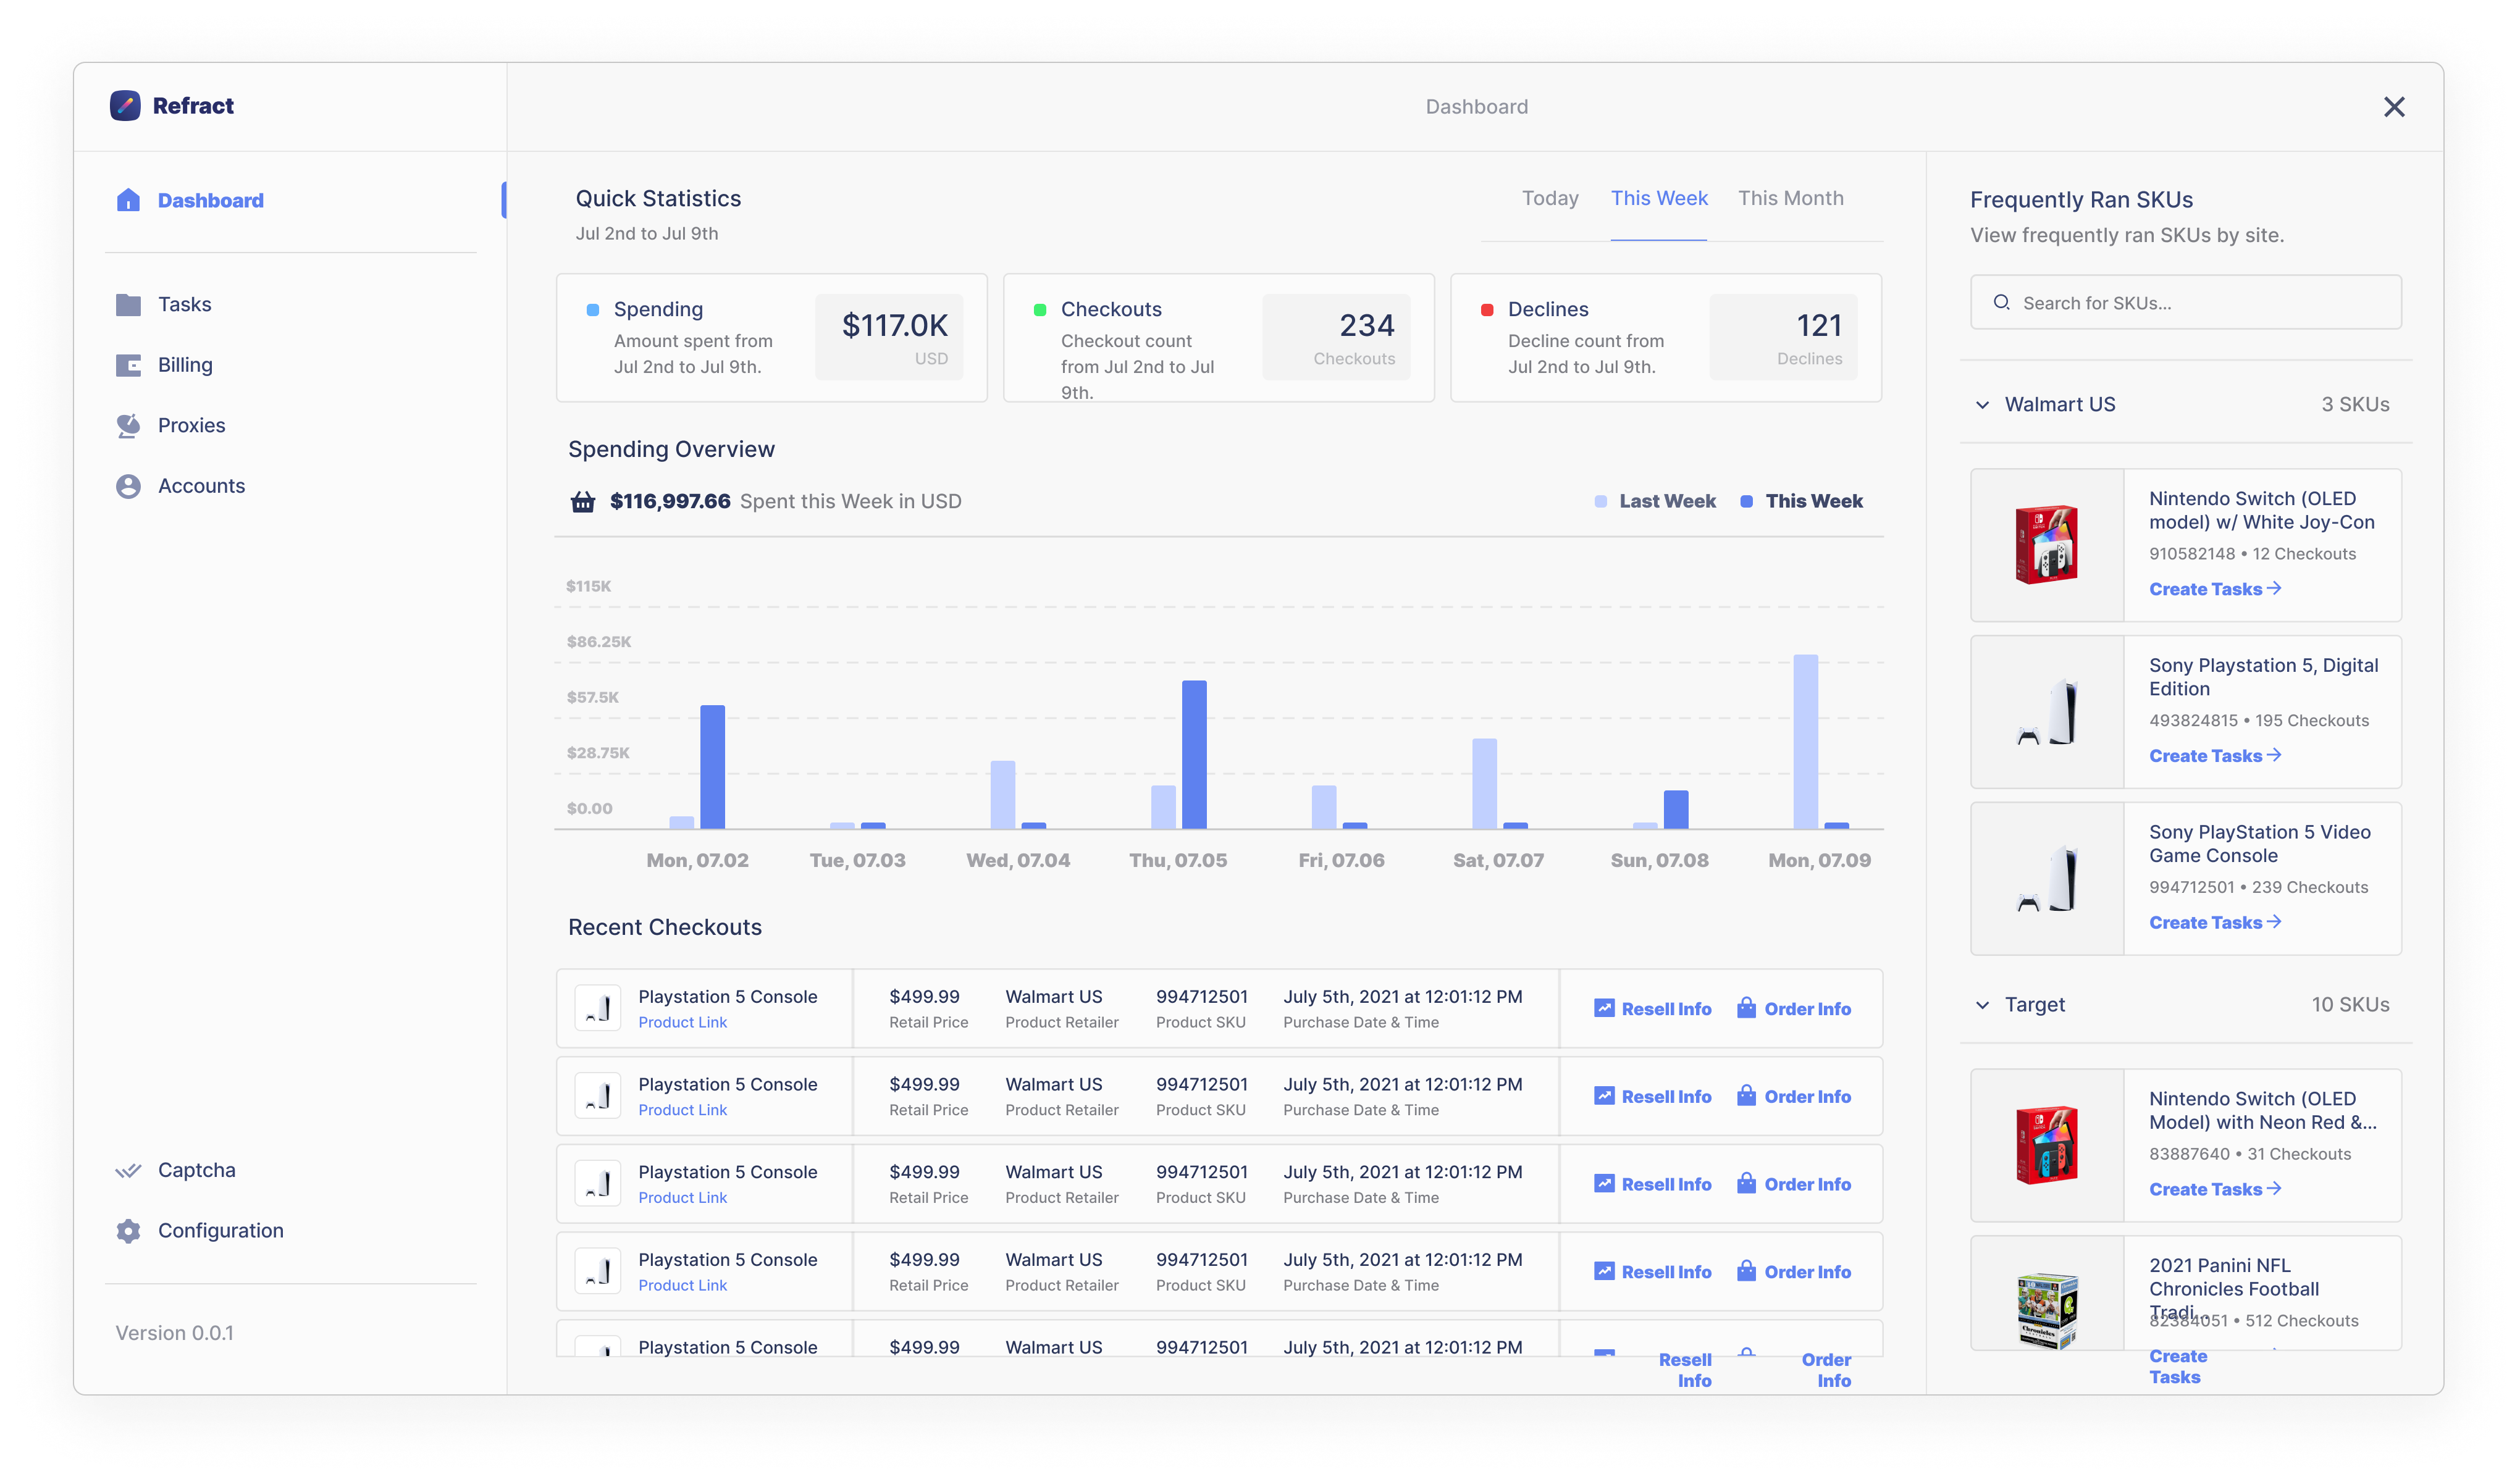 Refract
Dashboard
Dashboard
Tasks
Billing
Proxies
Accounts
Captcha
Configuration
Version 0.0.1
Quick Statistics
Jul 2nd to Jul 9th
Today
This Week
This Month
Spending
Amount spent from
Jul 2nd to Jul 9th.
$117.0K
USD
Checkouts
Checkout count
from Jul 2nd to Jul
9th.
234
Checkouts
Declines
Decline count from
Jul 2nd to Jul 9th.
121
Declines
Spending Overview
$116,997.66 Spent this Week in USD
Last Week
This Week
$115K
$86.25K
$57.5K
$28.75K
$0.00
Mon, 07.02
Tue, 07.03
Wed, 07.04
Thu, 07.05
Fri, 07.06
Sat, 07.07
Sun, 07.08
Mon, 07.09
Recent Checkouts
Playstation 5 Console
Product Link
$499.99
Retail Price
Walmart US
Product Retailer
994712501
Product SKU
July 5th, 2021 at 12:01:12 PM
Purchase Date & Time
Resell Info
Order Info
Playstation 5 Console
Product Link
$499.99
Retail Price
Walmart US
Product Retailer
994712501
Product SKU
July 5th, 2021 at 12:01:12 PM
Purchase Date & Time
Resell Info
Order Info
Playstation 5 Console
Product Link
$499.99
Retail Price
Walmart US
Product Retailer
994712501
Product SKU
July 5th, 2021 at 12:01:12 PM
Purchase Date & Time
Resell Info
Order Info
Playstation 5 Console
Product Link
$499.99
Retail Price
Walmart US
Product Retailer
994712501
Product SKU
July 5th, 2021 at 12:01:12 PM
Purchase Date & Time
Resell Info
Order Info
Playstation 5 Console
$499.99
Walmart US
994712501
July 5th, 2021 at 12:01:12 PM
Resell
Info
Order
Info
Frequently Ran SKUs
View frequently ran SKUs by site.
Search for SKUs...
Walmart US
3 SKUs
Nintendo Switch (OLED
model) w/ White Joy-Con
910582148 • 12 Checkouts
Create Tasks
Sony Playstation 5, Digital
Edition
493824815 • 195 Checkouts
Create Tasks
Sony PlayStation 5 Video
Game Console
994712501 • 239 Checkouts
Create Tasks
Target
10 SKUs
Nintendo Switch (OLED
Model) with Neon Red &...
83887640 • 31 Checkouts
Create Tasks
2021 Panini NFL
Chronicles Football
Tradi...
82384051 • 512 Checkouts
Create
Tasks
Chronicles